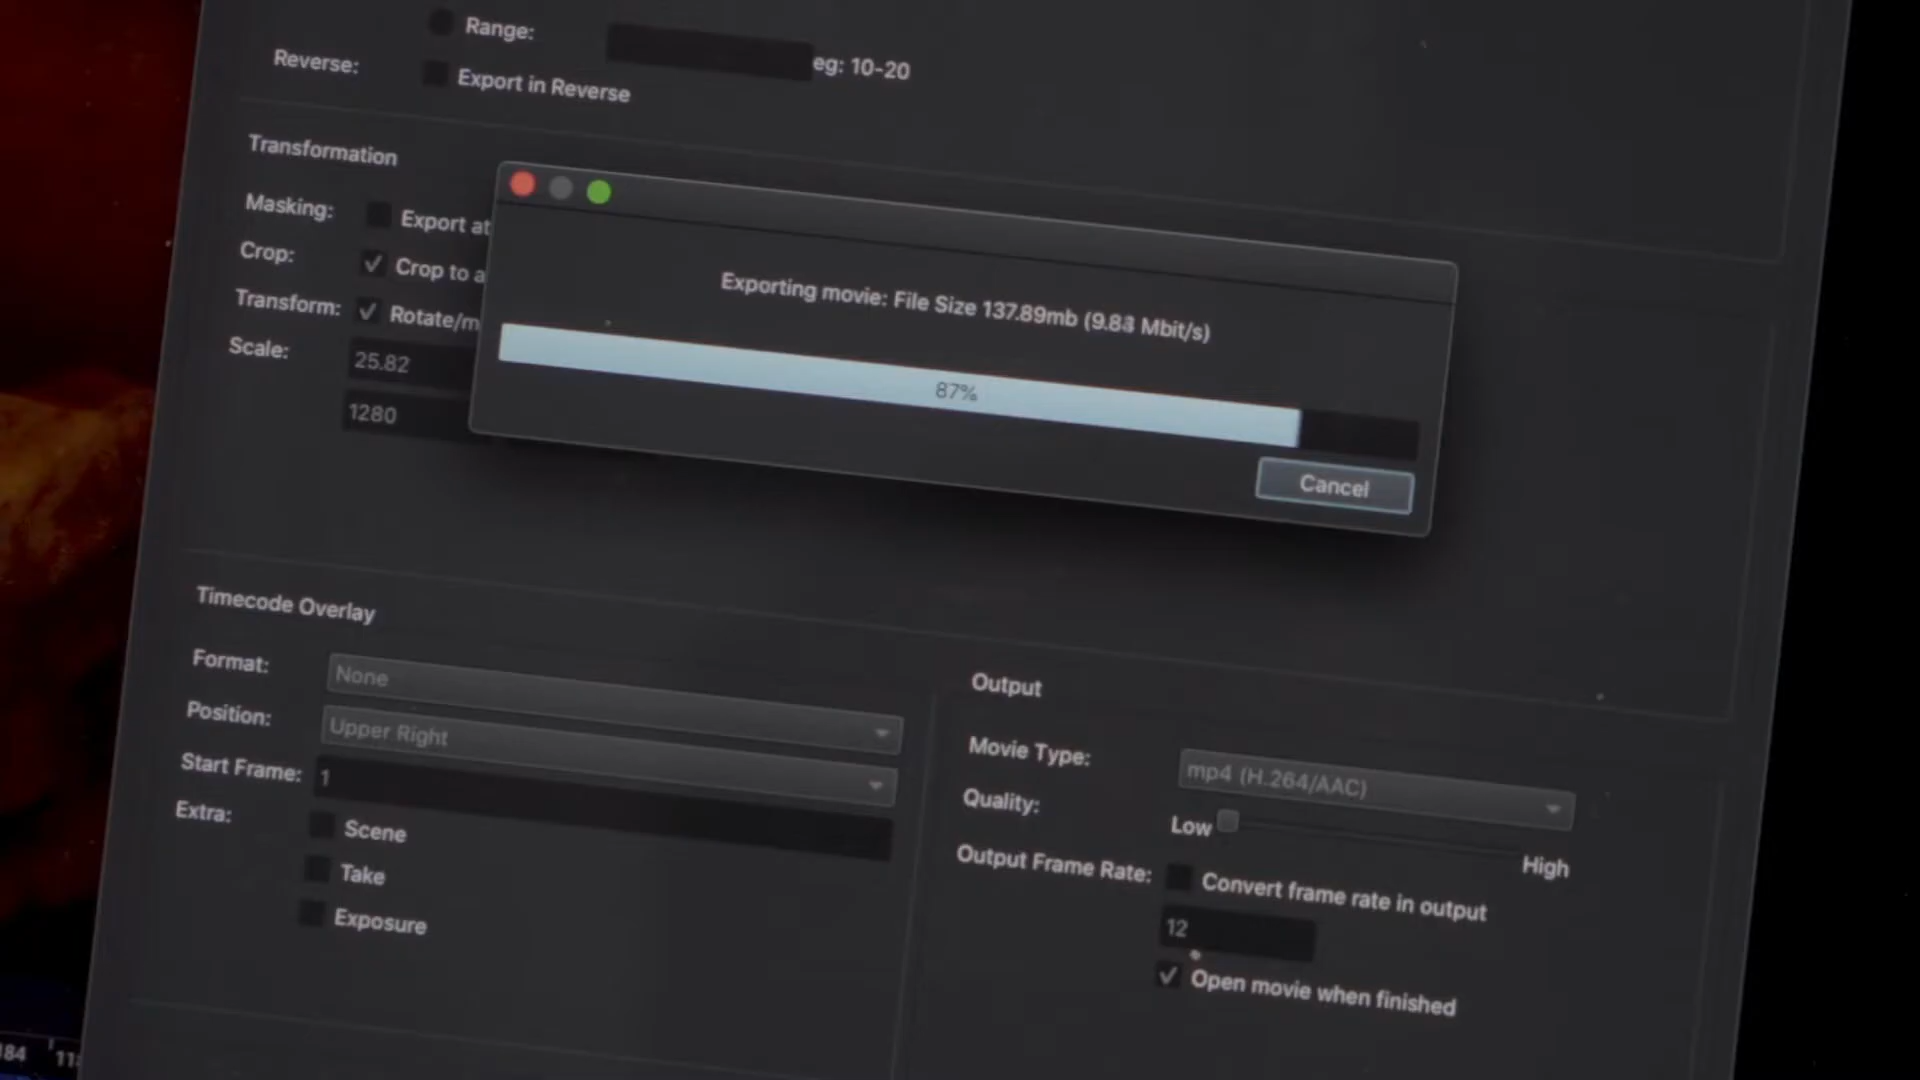 Range:
eg: 10-20
Reverse:
Export in Reverse
Transformation
Masking:
Export at
Crop:
Crop to a
Transform:
Rotate/m
Scale:
25.82
1280
Exporting movie: File Size 137.89mb (9.83 Mbit/s)
87%
Cancel
Timecode Overlay
Format:
None
Position:
Upper Right
Start Frame:
1
Extra:
Scene
Take
Exposure
Output
Movie Type:
mp4 (H.264/AAC)
Quality:
Low
High
Output Frame Rate:
Convert frame rate in output
12
Open movie when finished